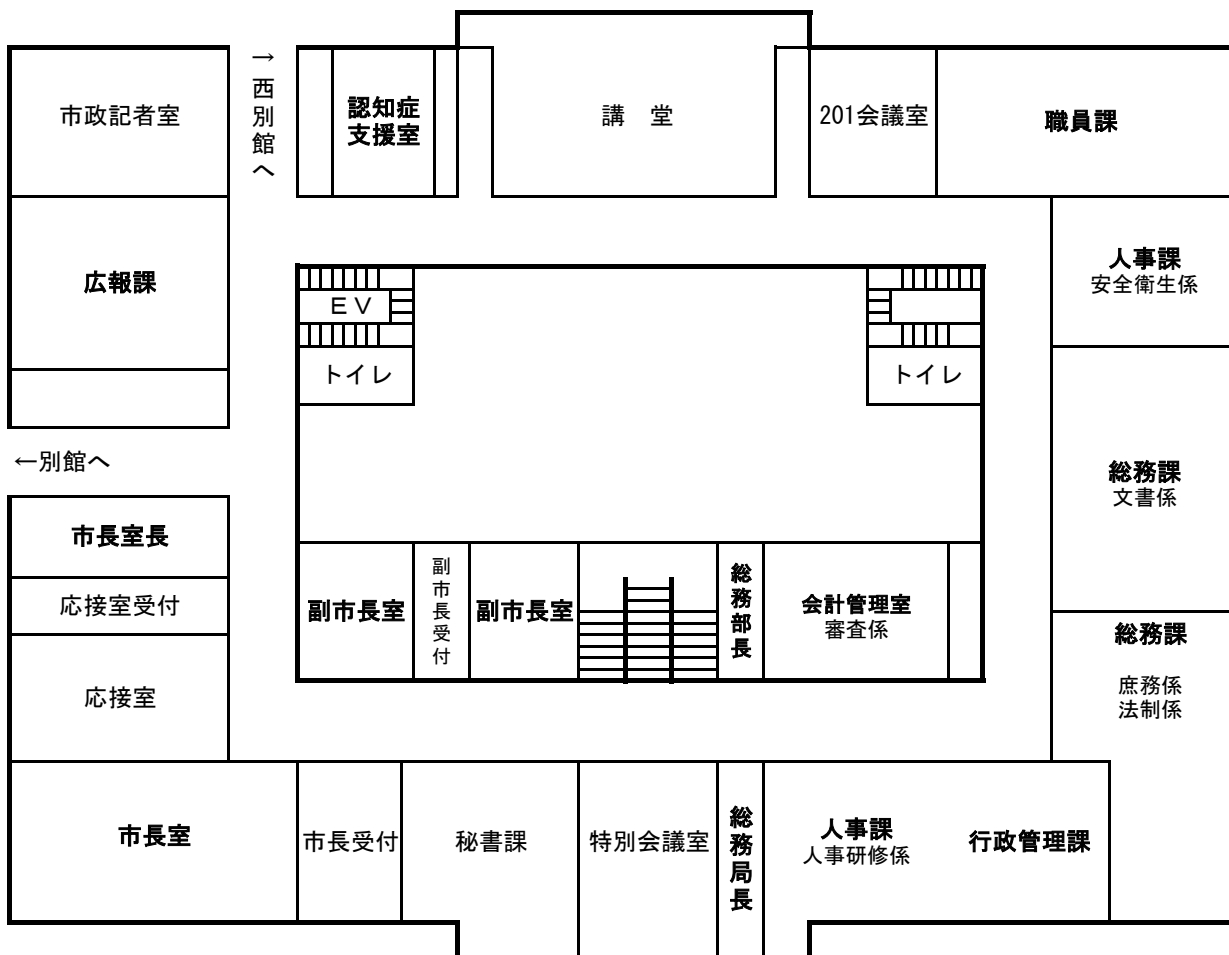 市政記者室
→西別館へ
認知症
支援室
講　堂
201会議室
職員課
広報課
人事課
安全衛生係
ＥＶ
トイレ
トイレ
←別館へ
総務課
文書係
市長室長
応接室受付
応接室
副市長室
副市長受付
副市長室
総務部長
会計管理室
審査係
総務課
庶務係
法制係
市長室
市長受付
秘書課
特別会議室
総務局長
人事課
人事研修係
行政管理課